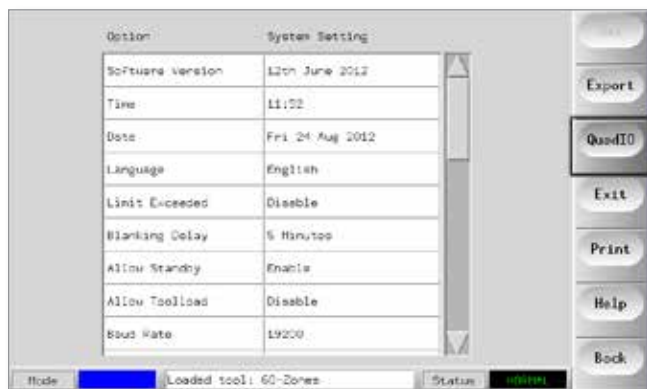 Option System Setting
Software Version 12th June 2012
Time 11:52
Date Fri 24 Aug 2012
Language English
Limit Exceeded Disable
Blanking Delay 5 Minutes
Allow Standby Enable
Allow Toolload Disable
Baud Rate 19200
Export
QuadIO
Exit
Print
Help
Back
Mode Loaded tool: 60-Zones Status NORMAL